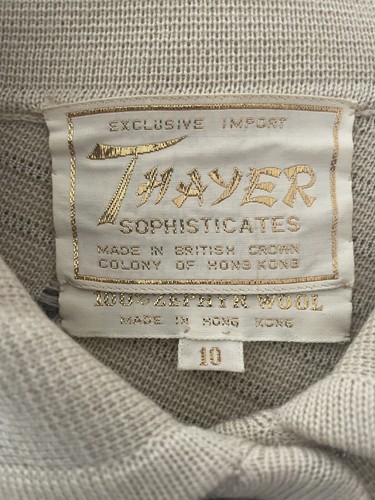 EXCLUSIVE IMPORT
THAYER
SOPHISTICATES
MADE IN BRITISH CROWN
COLONY OF HONG KONG
100% ZEPHYR WOOL
MADE IN HONG KONG
10